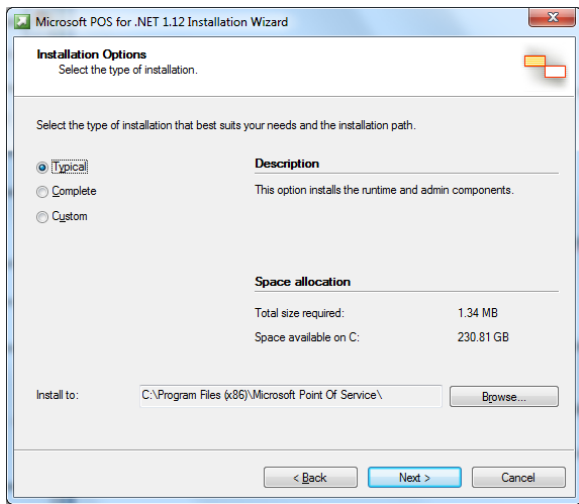 Microsoft POS for .NET 1.12 Installation Wizard
Installation Options
Select the type of installation.
Select the type of installation that best suits your needs and the installation path.
Typical
Complete
Custom
Description
This option installs the runtime and admin components.
Space allocation
Total size required: 1.34 MB
Space available on C: 230.81 GB
Install to: C:\Program Files (x86)\Microsoft Point Of Service\ Browse...
< Back Next > Cancel